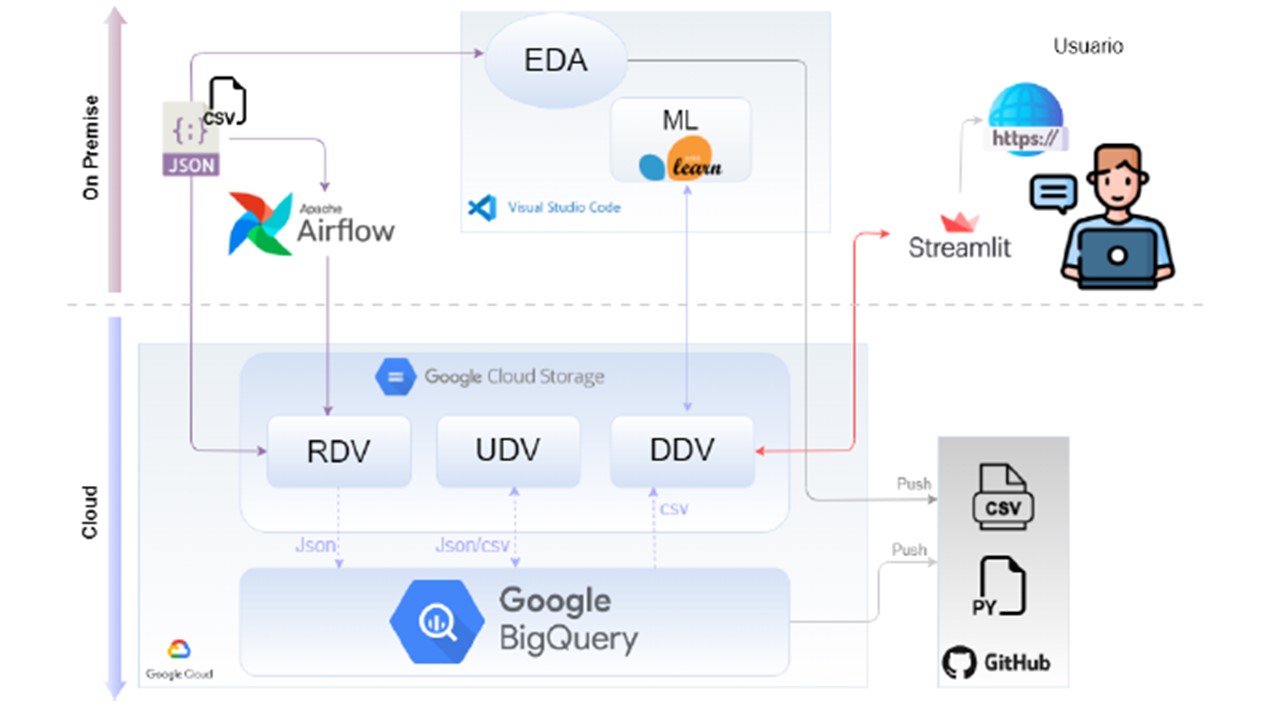 Usuario
EDA
CSV
{:}
JSON
https://
ML
learn
On Premise
Visual Studio Code
Apache
Airflow
Streamlit
Google Cloud Storage
RDV
UDV
DDV
Push
CSV
csv
Json
Json/csv
Push
Cloud
Google
BigQuery
PY
Google Cloud
GitHub